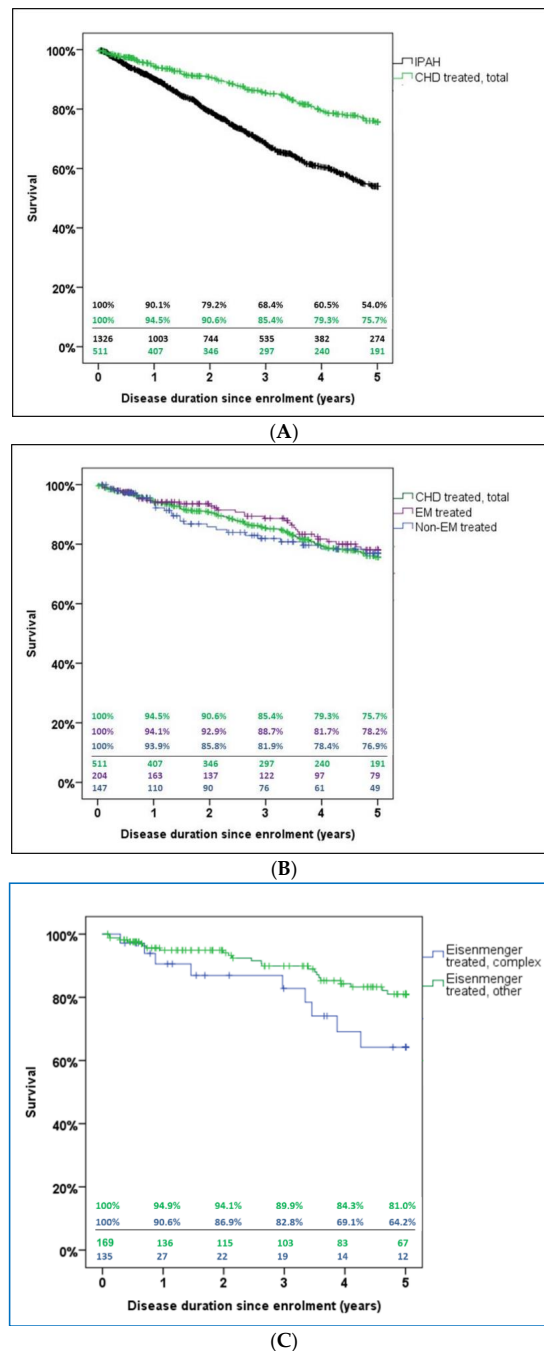 100%
80%
60%
40%
20%
0%
Survival
IPAH
CHD treated, total
100% 90.1% 79.2% 68.4% 60.5% 54.0%
100% 94.5% 90.6% 85.4% 79.3% 75.7%
1326 1003 744 535 382 274
511 407 346 297 240 191
0 1 2 3 4 5
Disease duration since enrolment (years)
(A)
100%
80%
60%
40%
20%
0%
Survival
CHD treated, total
EM treated
Non-EM treated
100% 94.5% 90.6% 85.4% 79.3% 75.7%
100% 94.1% 92.9% 88.7% 81.7% 78.2%
100% 93.9% 85.8% 81.9% 78.4% 76.9%
511 407 346 297 240 191
204 163 137 122 97 79
147 110 90 76 61 49
0 1 2 3 4 5
Disease duration since enrolment (years)
(B)
100%
80%
60%
40%
20%
0%
Survival
Eisenmenger
treated, complex
Eisenmenger
treated, other
100% 94.9% 94.1% 89.9% 84.3% 81.0%
100% 90.6% 86.9% 82.8% 69.1% 64.2%
169 136 115 103 83 67
135 27 22 19 14 12
0 1 2 3 4 5
Disease duration since enrolment (years)
(C)